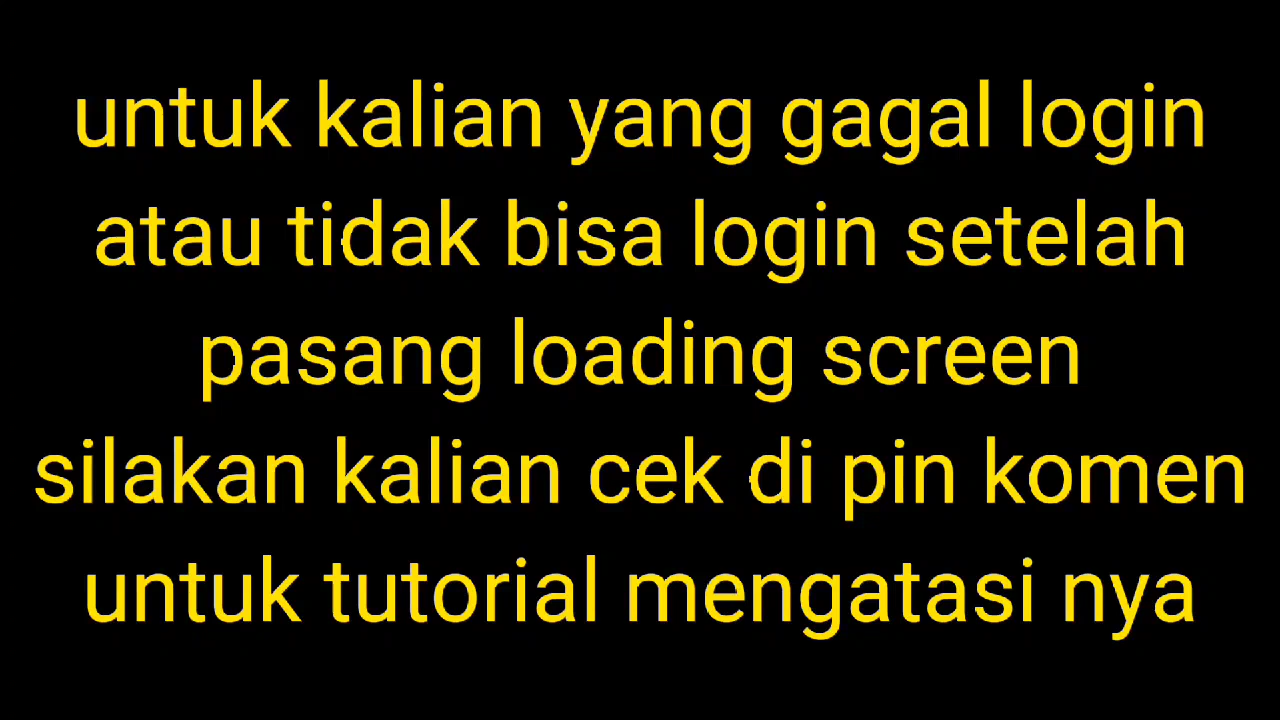 untuk kalian yang gagal login
atau tidak bisa login setelah
pasang loading screen
silakan kalian cek di pin komen
untuk tutorial mengatasi nya